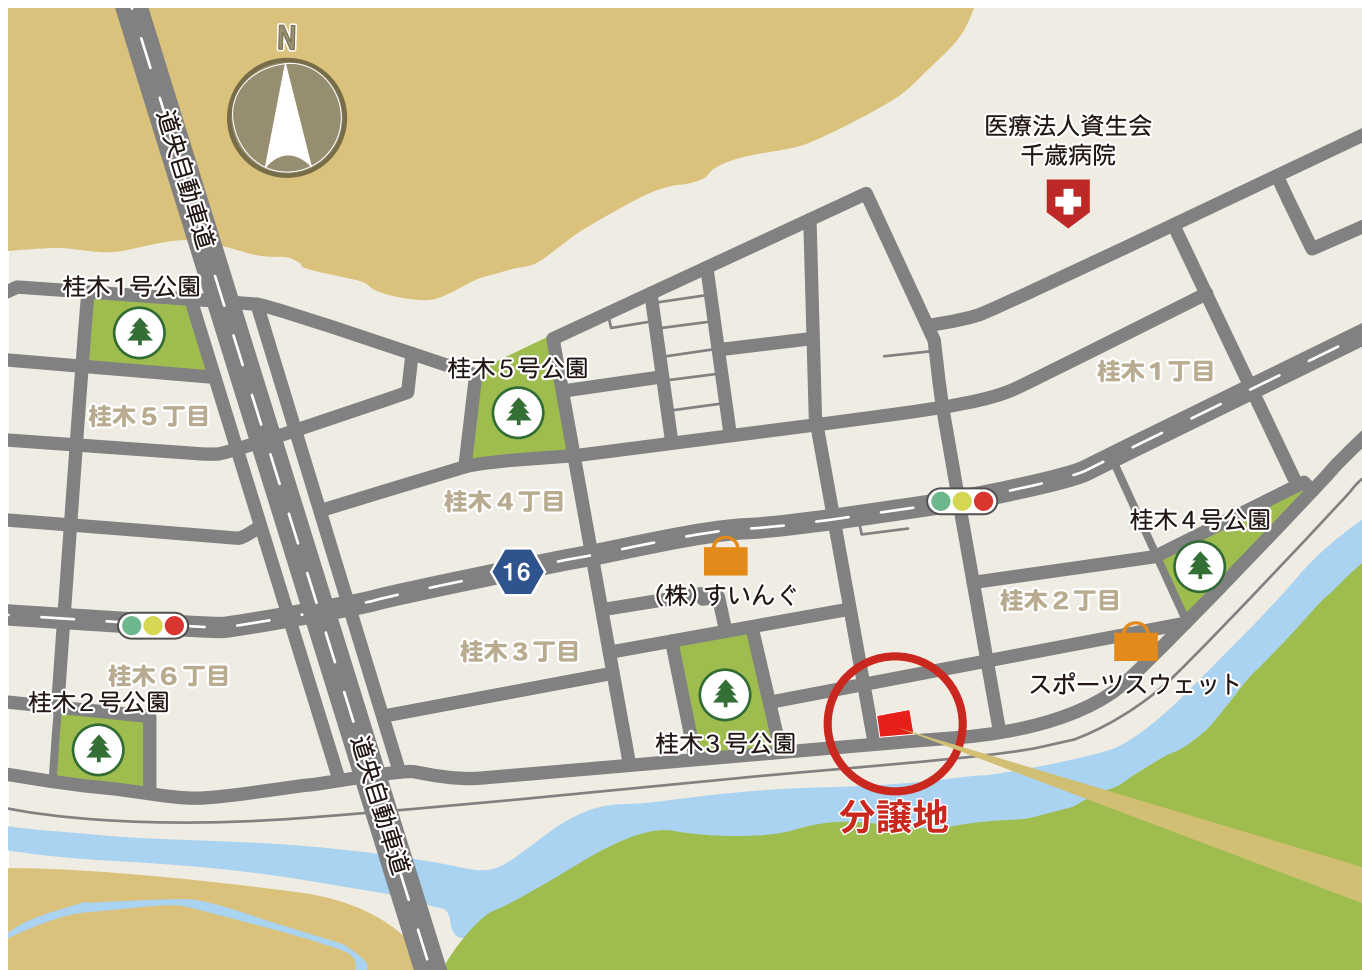 N
道央自動車道
医療法人資生会
千歳病院
桂木1号公園
桂木5号公園
桂木1丁目
桂木5丁目
桂木4丁目
桂木4号公園
16
(株)すいんぐ
桂木2丁目
桂木3丁目
桂木6丁目
スポーツスウェット
桂木2号公園
桂木3号公園
道央自動車道
分譲地